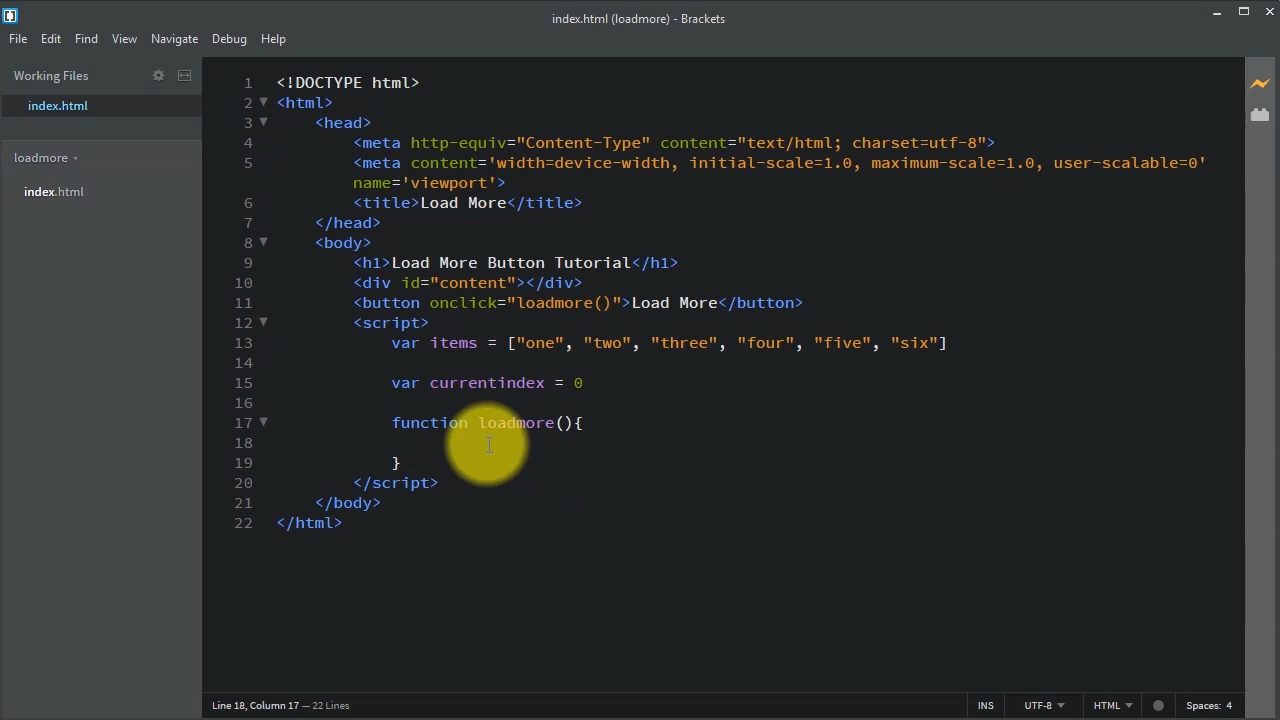 index.html (loadmore) - Brackets
File Edit Find View Navigate Debug Help
Working Files
index.html
loadmore
index.html
1 <!DOCTYPE html>
2 <html>
3 <head>
4 <meta http-equiv="Content-Type" content="text/html; charset=utf-8">
5 <meta content='width=device-width, initial-scale=1.0, maximum-scale=1.0, user-scalable=0'
name='viewport'>
6 <title>Load More</title>
7 </head>
8 <body>
9 <h1>Load More Button Tutorial</h1>
10 <div id="content"></div>
11 <button onclick="loadmore()">Load More</button>
12 <script>
13 var items = ["one", "two", "three", "four", "five", "six"]
14
15 var currentindex = 0
16
17 function loadmore(){
18
19 }
20 </script>
21 </body>
22 </html>
Line 18, Column 17 — 22 Lines INS UTF-8 HTML Spaces: 4